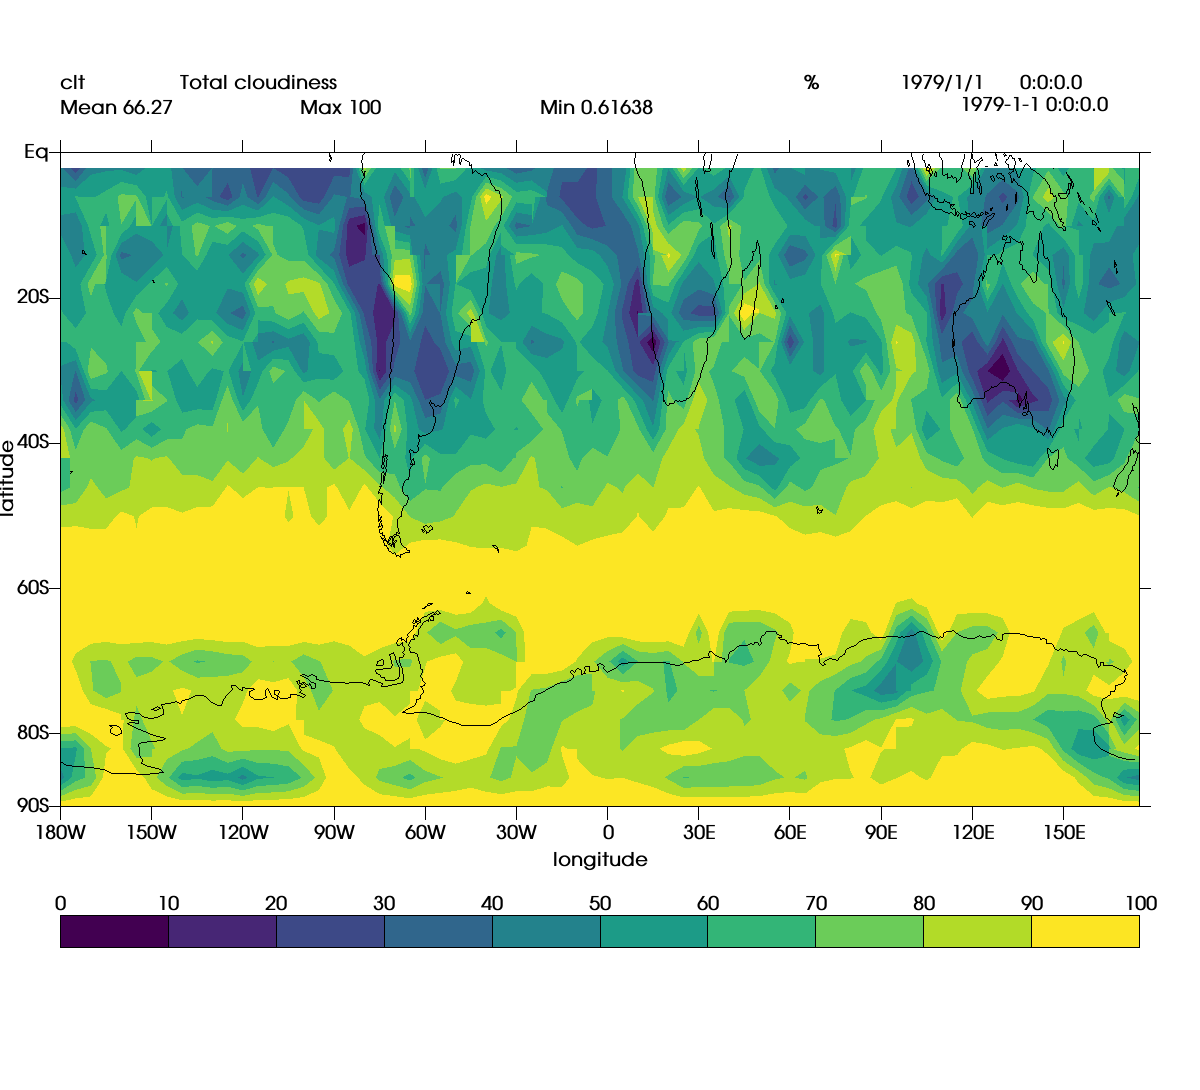 clt Total cloudiness % 1979/1/1 0:0:0.0
Mean 66.27 Max 100 Min 0.61638 1979-1-1 0:0:0.0
Eq
20S
40S
latitude
60S
80S
90S
180W 150W 120W 90W 60W 30W 0 30E 60E 90E 120E 150E
longitude
0 10 20 30 40 50 60 70 80 90 100